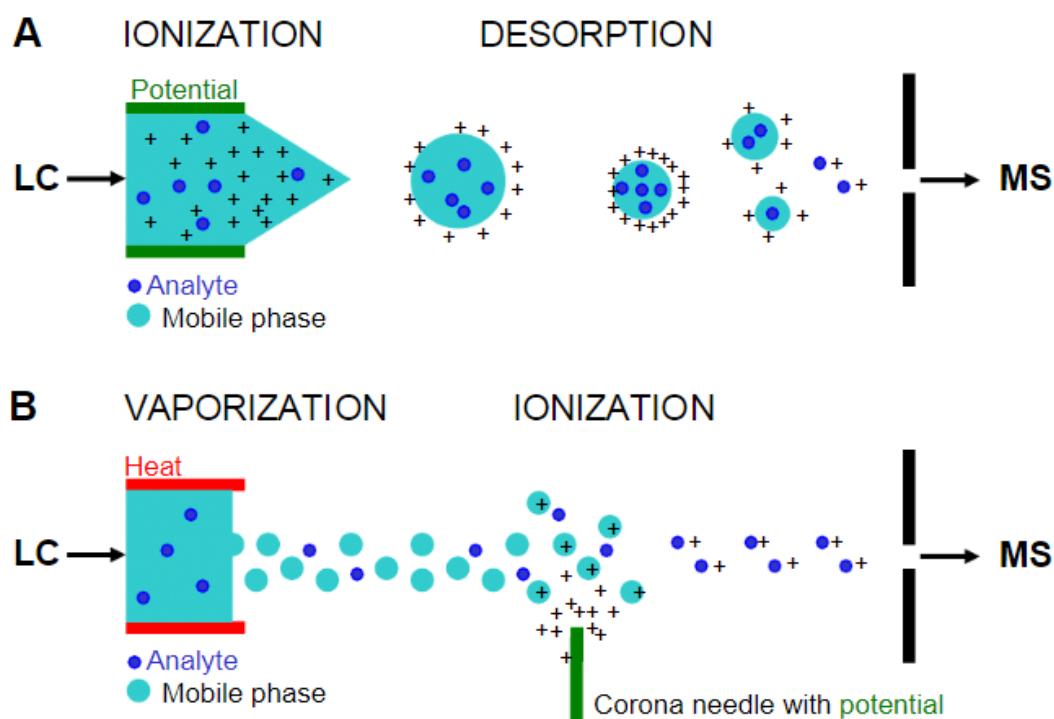 A IONIZATION DESORPTION
Potential
LC MS
Analyte
Mobile phase
B VAPORIZATION IONIZATION
Heat
LC MS
Analyte
Mobile phase
Corona needle with potential